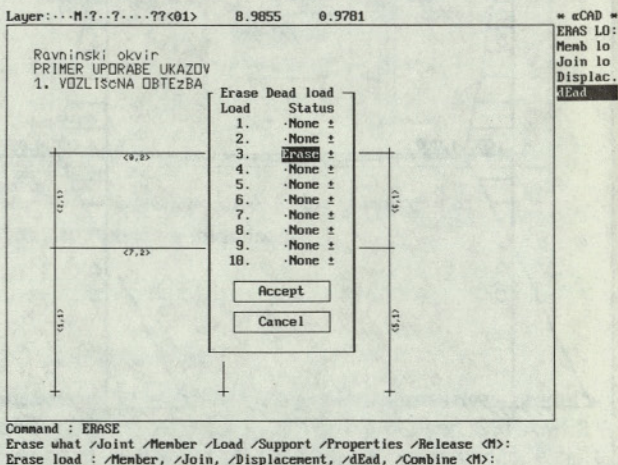 Layer:···M·?··?····??<01> 8.9855 0.9781
* αCAD *
ERAS LO:
Memb lo
Join lo
Displac.
dEad
Ravninski okvir
PRIMER UPORABE UKAZOV
1. VOZLIScNA OBTEzBA
Erase Dead load
Load Status
1. ·None ±
2. ·None ±
3. Erase ±
4. ·None ±
5. ·None ±
6. ·None ±
7. ·None ±
8. ·None ±
9. ·None ±
10. ·None ±
Accept
Cancel
<9,2>
<7,2>
Command : ERASE
Erase what /Joint /Member /Load /Support /Properties /Release <M>:
Erase load : /Member, /Join, /Displacement, /dEad, /Combine <M>: